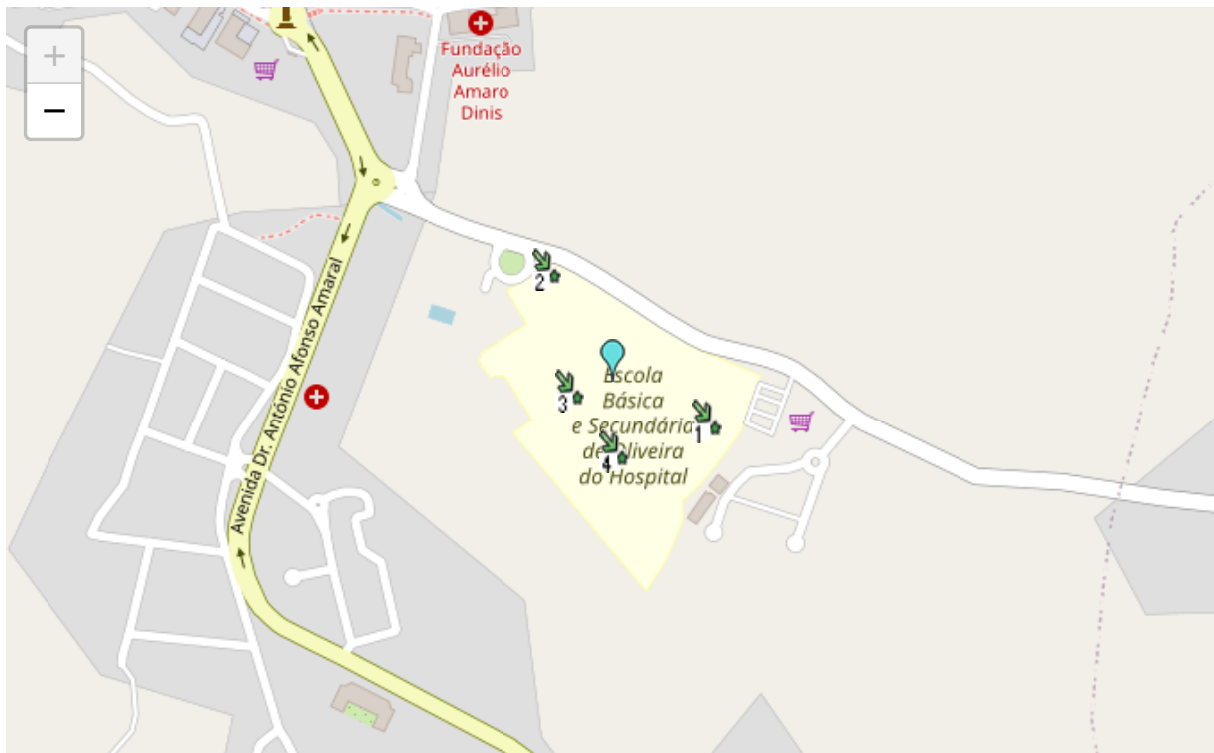 +
−
Fundação
Aurélio
Amaro
Dinis
Avenida Dr. António Afonso Amaral
2
3
1
4
Escola
Básica
e Secundária
de Oliveira
do Hospital